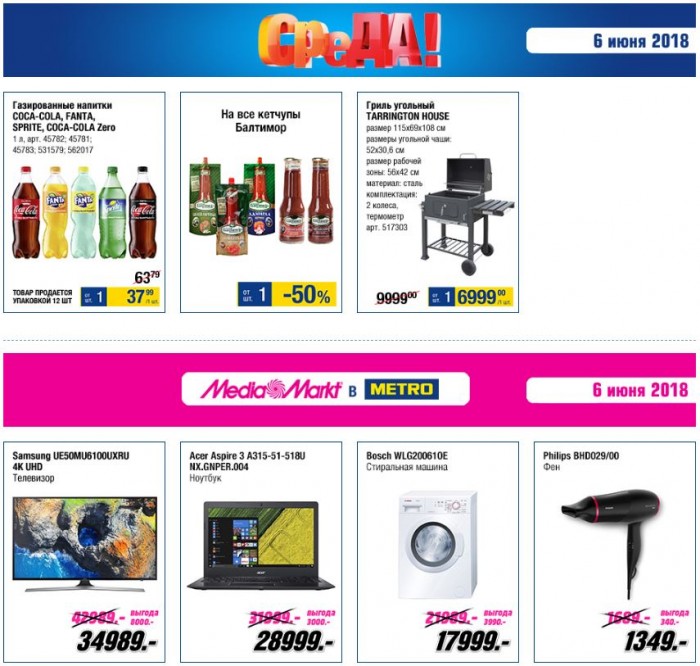 СреДА!
6 июня 2018
Газированные напитки
COCA-COLA, FANTA,
SPRITE, COCA-COLA Zero
1 л, арт. 45782; 45781;
45783; 531579; 562017
63 79
ТОВАР ПРОДАЕТСЯ
УПАКОВКОЙ 12 ШТ
от шт. 1
37 99 /1 шт.
На все кетчупы
Балтимор
от шт. 1
-50%
Гриль угольный
TARRINGTON HOUSE
размер 115x69x108 см
размеры угольной чаши:
52x30,6 см
размер рабочей
зоны: 56x42 см
материал: сталь
комплектация:
2 колеса,
термометр
арт. 517303
9999 00
от шт. 1
6999 00 /1 шт.
MediaMarkt в METRO
6 июня 2018
Samsung UE50MU6100UXRU
4K UHD
Телевизор
42989.-
выгода
8000.-
34989.-
Acer Aspire 3 A315-51-518U
NX.GNPER.004
Ноутбук
31999.-
выгода
3000.-
28999.-
Bosch WLG20061OE
Стиральная машина
21989.-
выгода
3990.-
17999.-
Philips BHD029/00
Фен
1689.-
выгода
340.-
1349.-